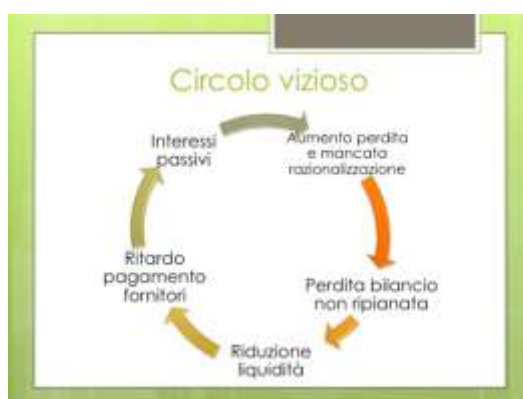 Circolo vizioso
Interessi
passivi
Aumento perdita
e mancata
razionalizzazione
Ritardo
pagamento
fornitori
Perdita bilancio
non ripianata
Riduzione
liquidità